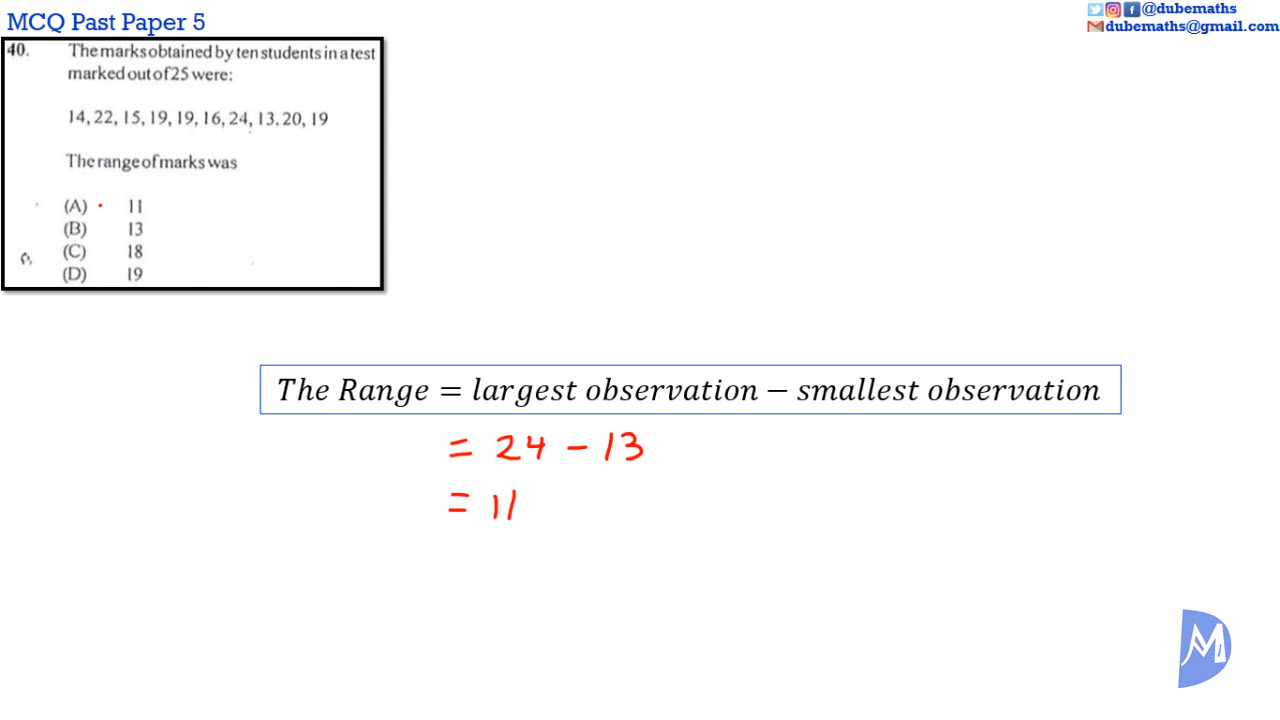 MCQ Past Paper 5
@dubemaths
dubemaths@gmail.com
40. The marks obtained by ten students in a test
marked out of 25 were:
14, 22, 15, 19, 19, 16, 24, 13. 20, 19
The range of marks was
(A) 11
(B) 13
(C) 18
(D) 19
The Range = largest observation − smallest observation
= 24 - 13
= 11
M